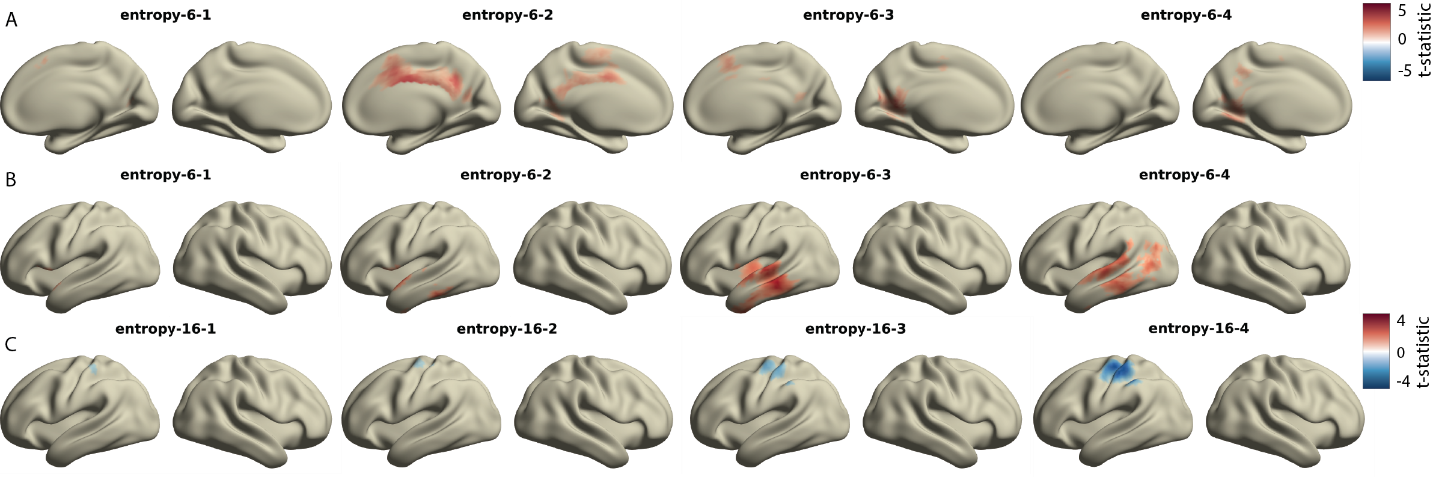 A
entropy-6-1
entropy-6-2
entropy-6-3
entropy-6-4
5
0
-5
t-statistic
B
entropy-6-1
entropy-6-2
entropy-6-3
entropy-6-4
C
entropy-16-1
entropy-16-2
entropy-16-3
entropy-16-4
4
0
-4
t-statistic